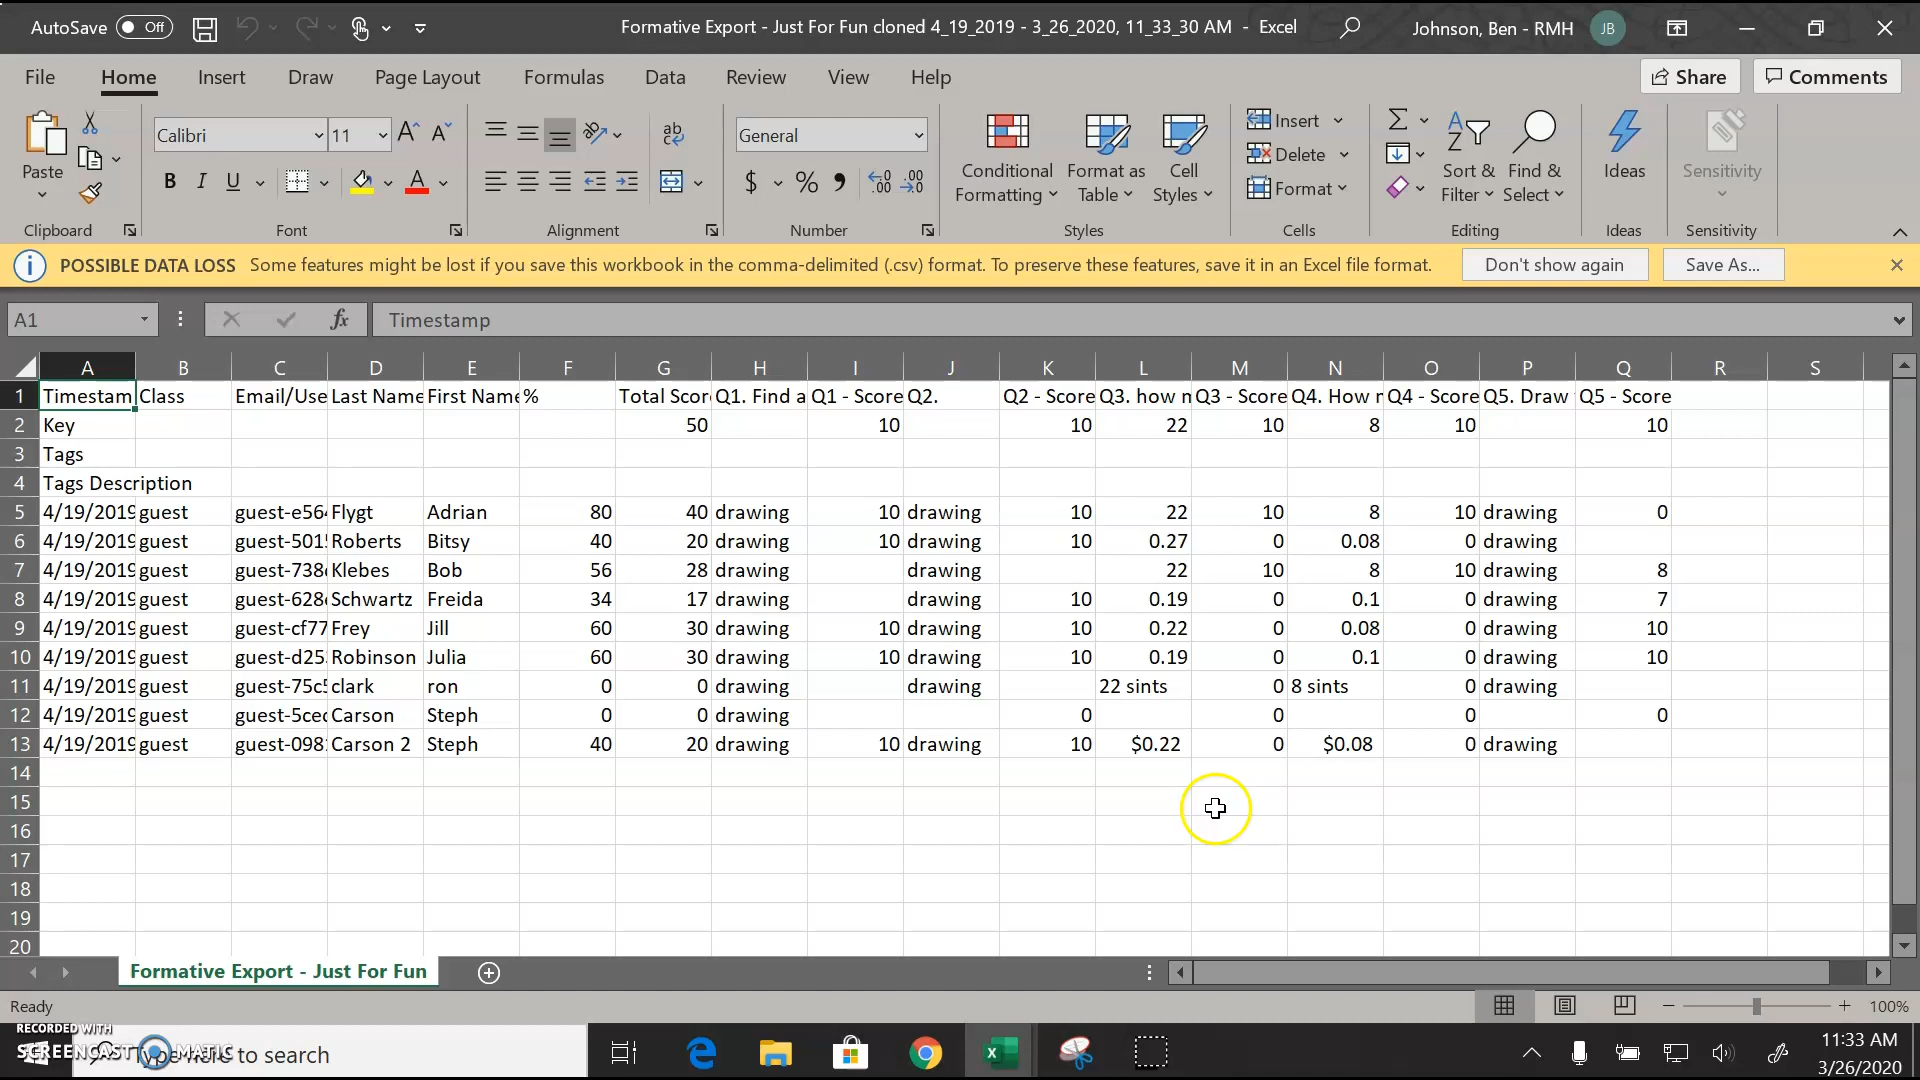 AutoSave Off Formative Export - Just For Fun cloned 4_19_2019 - 3_26_2020, 11_33_30 AM - Excel Johnson, Ben - RMH JB
File Home Insert Draw Page Layout Formulas Data Review View Help Share Comments
Paste Calibri 11 General Conditional Formatting Format as Table Cell Styles Insert Delete Format Sort & Filter Find & Select Ideas Sensitivity
Clipboard Font Alignment Number Styles Cells Editing Ideas Sensitivity
POSSIBLE DATA LOSS Some features might be lost if you save this workbook in the comma-delimited (.csv) format. To preserve these features, save it in an Excel file format. Don't show again Save As...
A1 fx Timestamp
A B C D E F G H I J K L M N O P Q R S
1 Timestam Class Email/Use Last Name First Name % Total Scor Q1. Find a Q1 - Score Q2. Q2 - Score Q3. how m Q3 - Score Q4. How r Q4 - Score Q5. Draw Q5 - Score
2 Key 50 10 10 22 10 8 10 10
3 Tags
4 Tags Description
5 4/19/2019 guest guest-e564 Flygt Adrian 80 40 drawing 10 drawing 10 22 10 8 10 drawing 0
6 4/19/2019 guest guest-5015 Roberts Bitsy 40 20 drawing 10 drawing 10 0.27 0 0.08 0 drawing
7 4/19/2019 guest guest-738c Klebes Bob 56 28 drawing drawing 22 10 8 10 drawing 8
8 4/19/2019 guest guest-628c Schwartz Freida 34 17 drawing drawing 10 0.19 0 0.1 0 drawing 7
9 4/19/2019 guest guest-cf77 Frey Jill 60 30 drawing 10 drawing 10 0.22 0 0.08 0 drawing 10
10 4/19/2019 guest guest-d25 Robinson Julia 60 30 drawing 10 drawing 10 0.19 0 0.1 0 drawing 10
11 4/19/2019 guest guest-75c5 clark ron 0 0 drawing drawing 22 sints 0 8 sints 0 drawing
12 4/19/2019 guest guest-5cec Carson Steph 0 0 drawing 0 0 0 0
13 4/19/2019 guest guest-098 Carson 2 Steph 40 20 drawing 10 drawing 10 $0.22 0 $0.08 0 drawing
14
15
16
17
18
19
20
Formative Export - Just For Fun
Ready 100%
RECORDED WITH
SCREENCAST MATIC
Type here to search
11:33 AM
3/26/2020